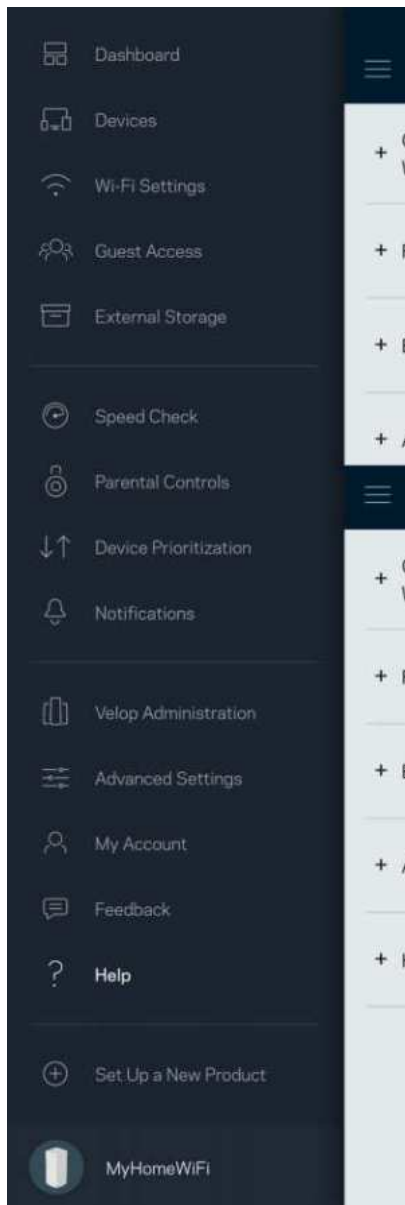 Dashboard
Devices
Wi-Fi Settings
Guest Access
External Storage
Speed Check
Parental Controls
Device Prioritization
Notifications
Velop Administration
Advanced Settings
My Account
Feedback
Help
Set Up a New Product
MyHomeWiFi